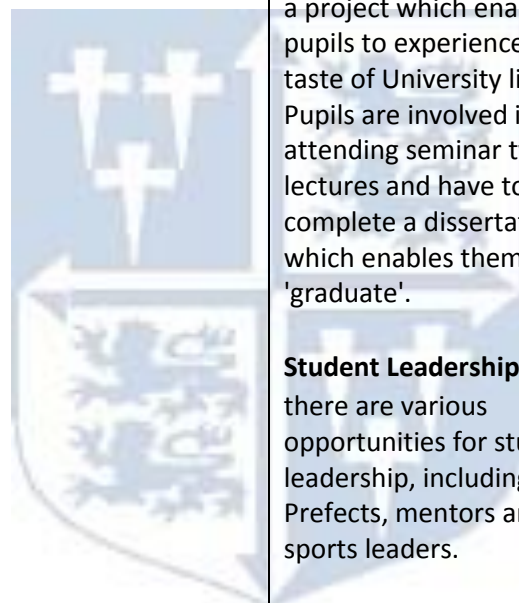 a project which ena
pupils to experience
taste of University li
Pupils are involved i
attending seminar t
lectures and have to
complete a disserta
which enables them
'graduate'.
Student Leadership
there are various
opportunities for stu
leadership, including
Prefects, mentors a
sports leaders.